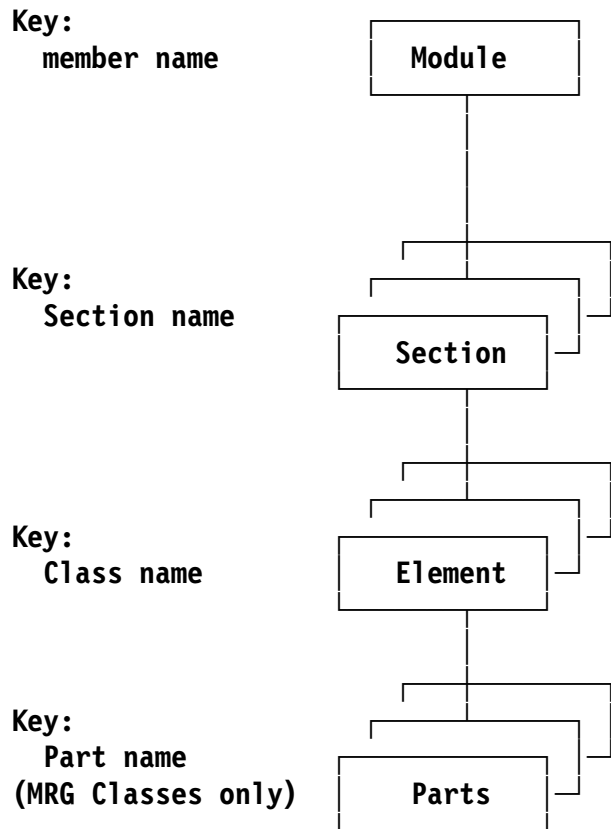 Key:
member name
Module
Key:
Section name
Section
Key:
Class name
Element
Key:
Part name
(MRG Classes only)
Parts